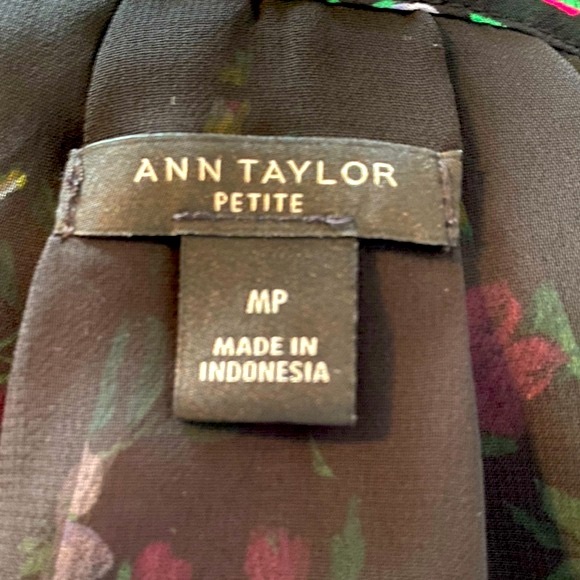 ANN TAYLOR
PETITE
MP
MADE IN
INDONESIA